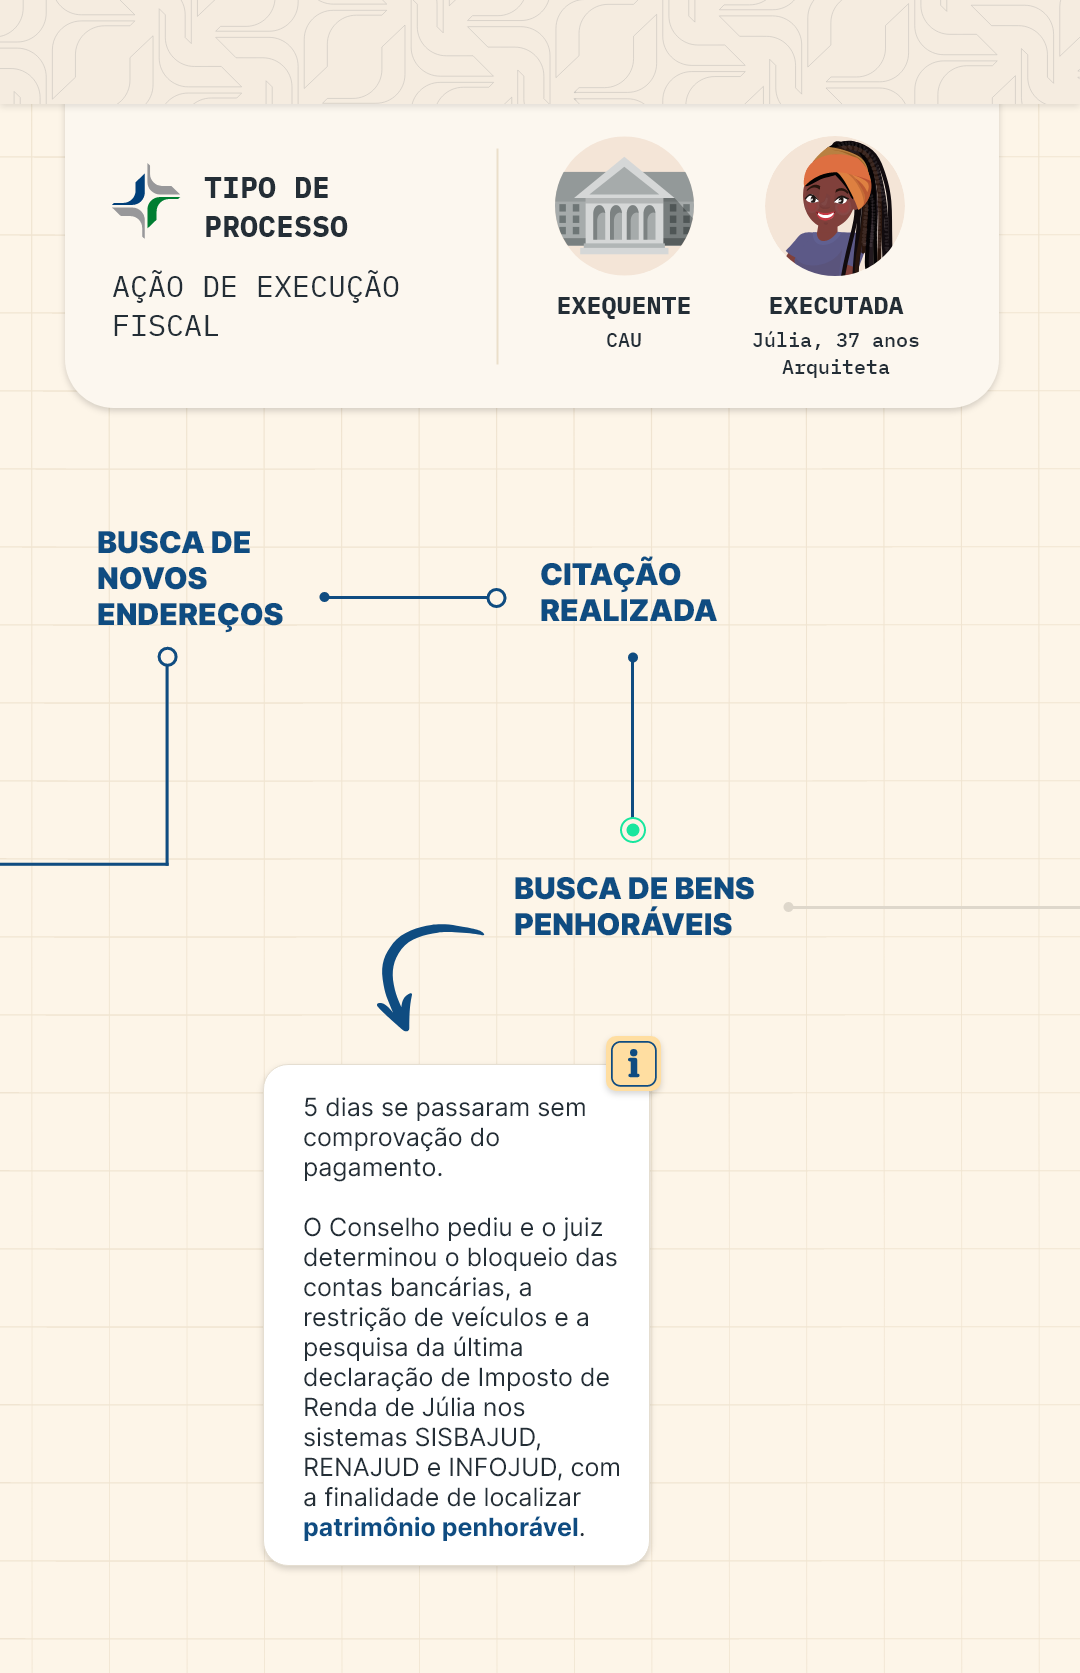 TIPO DE
PROCESSO
AÇÃO DE EXECUÇÃO
FISCAL
EXEQUENTE
CAU
EXECUTADA
Júlia, 37 anos
Arquiteta
BUSCA DE
NOVOS
ENDEREÇOS
CITAÇÃO
REALIZADA
BUSCA DE BENS
PENHORÁVEIS
i
5 dias se passaram sem
comprovação do
pagamento.
O Conselho pediu e o juiz
determinou o bloqueio das
contas bancárias, a
restrição de veículos e a
pesquisa da última
declaração de Imposto de
Renda de Júlia nos
sistemas SISBAJUD,
RENAJUD e INFOJUD, com
a finalidade de localizar
patrimônio penhorável.